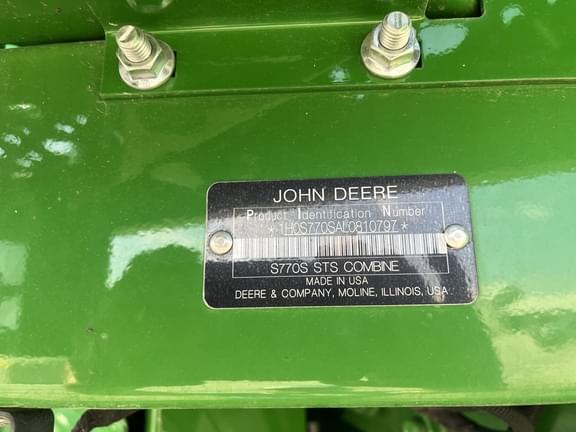 JOHN DEERE
Product Identification Number
*1H0S770SAL0810797*
S770S STS COMBINE
MADE IN USA
DEERE & COMPANY, MOLINE, ILLINOIS, USA